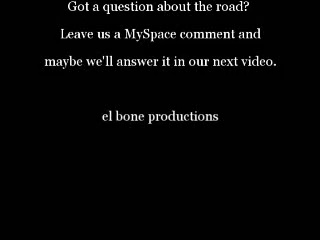 Got a question about the road?
Leave us a MySpace comment and
maybe we'll answer it in our next video.
el bone productions